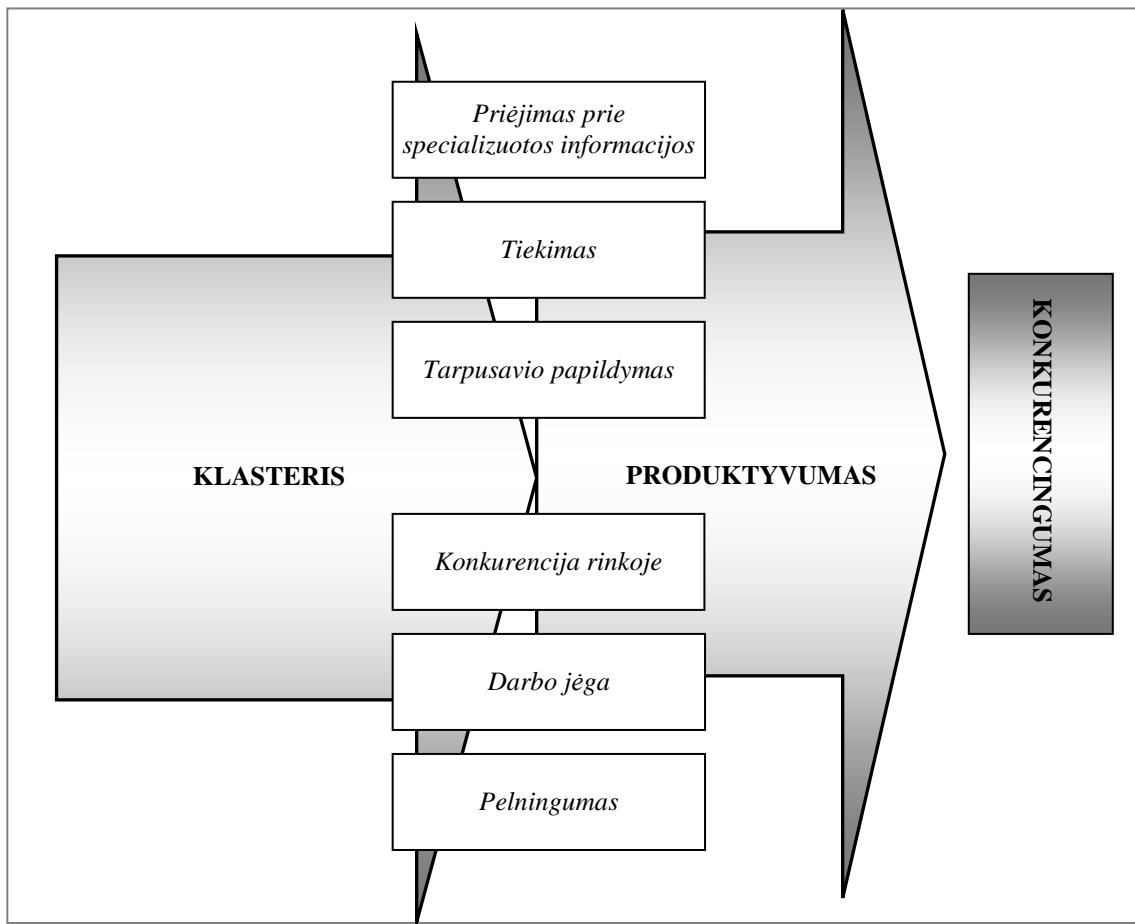 Priėjimas prie
specializuotos informacijos
Tiekimas
Tarpusavio papildymas
KLASTERIS
PRODUKTYVUMAS
KONKURENCINGUMAS
Konkurencija rinkoje
Darbo jėga
Pelningumas